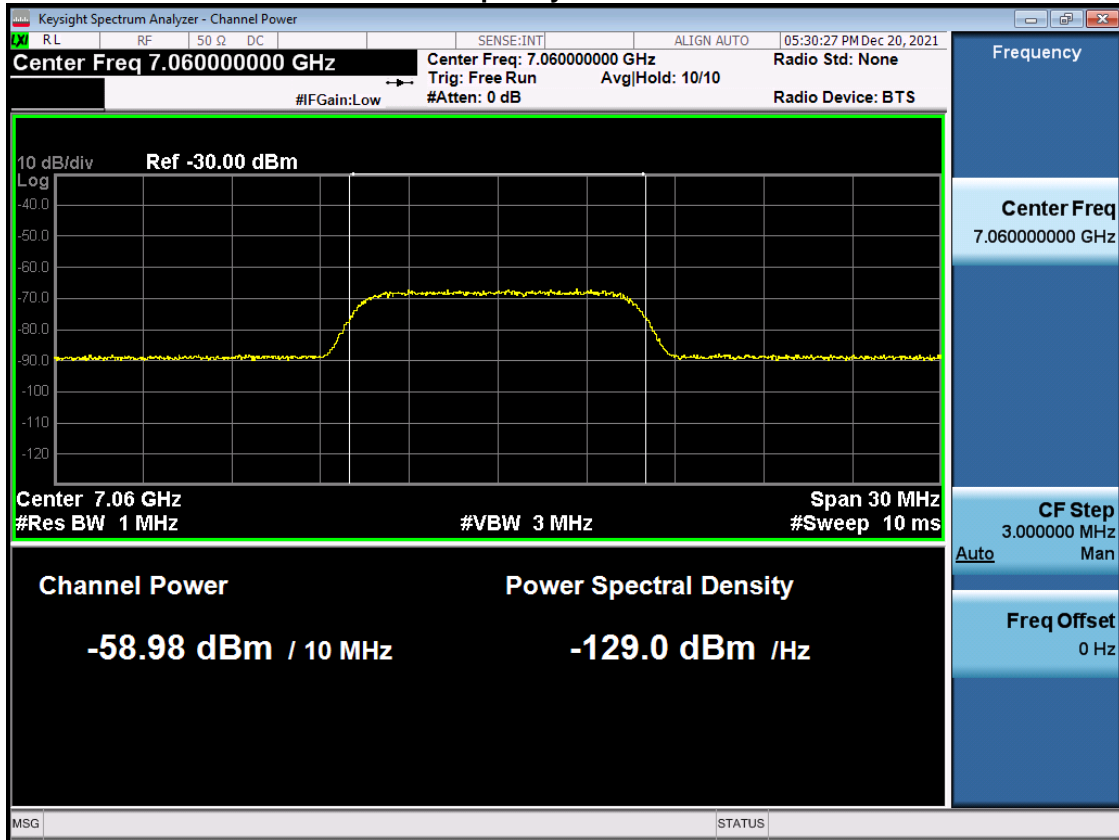 Keysight Spectrum Analyzer - Channel Power
LXI RL RF 50 Ω DC SENSE:INT ALIGN AUTO 05:30:27 PM Dec 20, 2021
Center Freq 7.060000000 GHz
Center Freq: 7.060000000 GHz Radio Std: None
Trig: Free Run Avg|Hold: 10/10
#IFGain:Low #Atten: 0 dB Radio Device: BTS
10 dB/div Ref -30.00 dBm
Log
-40.0
-50.0
-60.0
-70.0
-80.0
-90.0
-100
-110
-120
Center 7.06 GHz Span 30 MHz
#Res BW 1 MHz #VBW 3 MHz #Sweep 10 ms
Channel Power Power Spectral Density
-58.98 dBm / 10 MHz -129.0 dBm /Hz
MSG STATUS
Frequency
Center Freq
7.060000000 GHz
CF Step
3.000000 MHz
Auto Man
Freq Offset
0 Hz